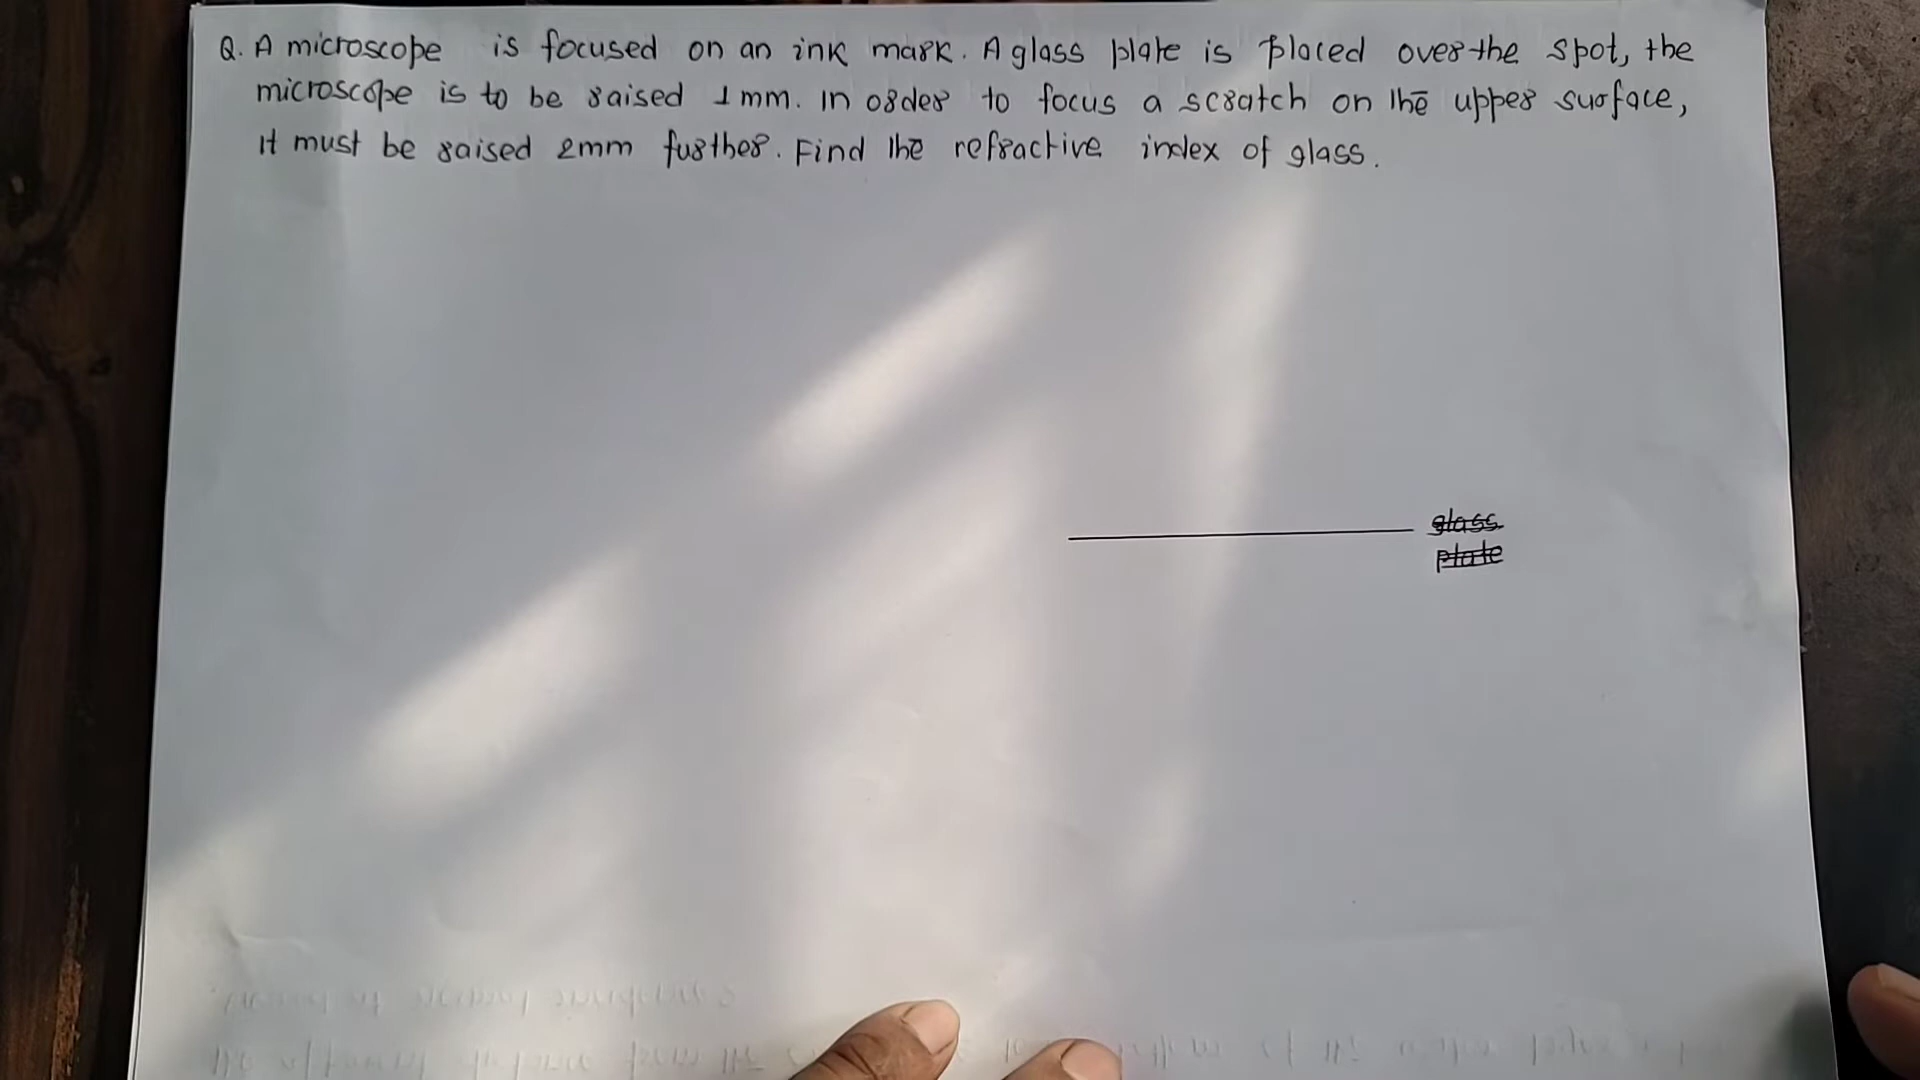 Q. A microscope is focused on an ink mark. A glass plate is placed over the spot, the
microscope is to be raised 1mm. In order to focus a scratch on the upper surface,
it must be raised 2mm further. Find the refractive index of glass.
glass
plate